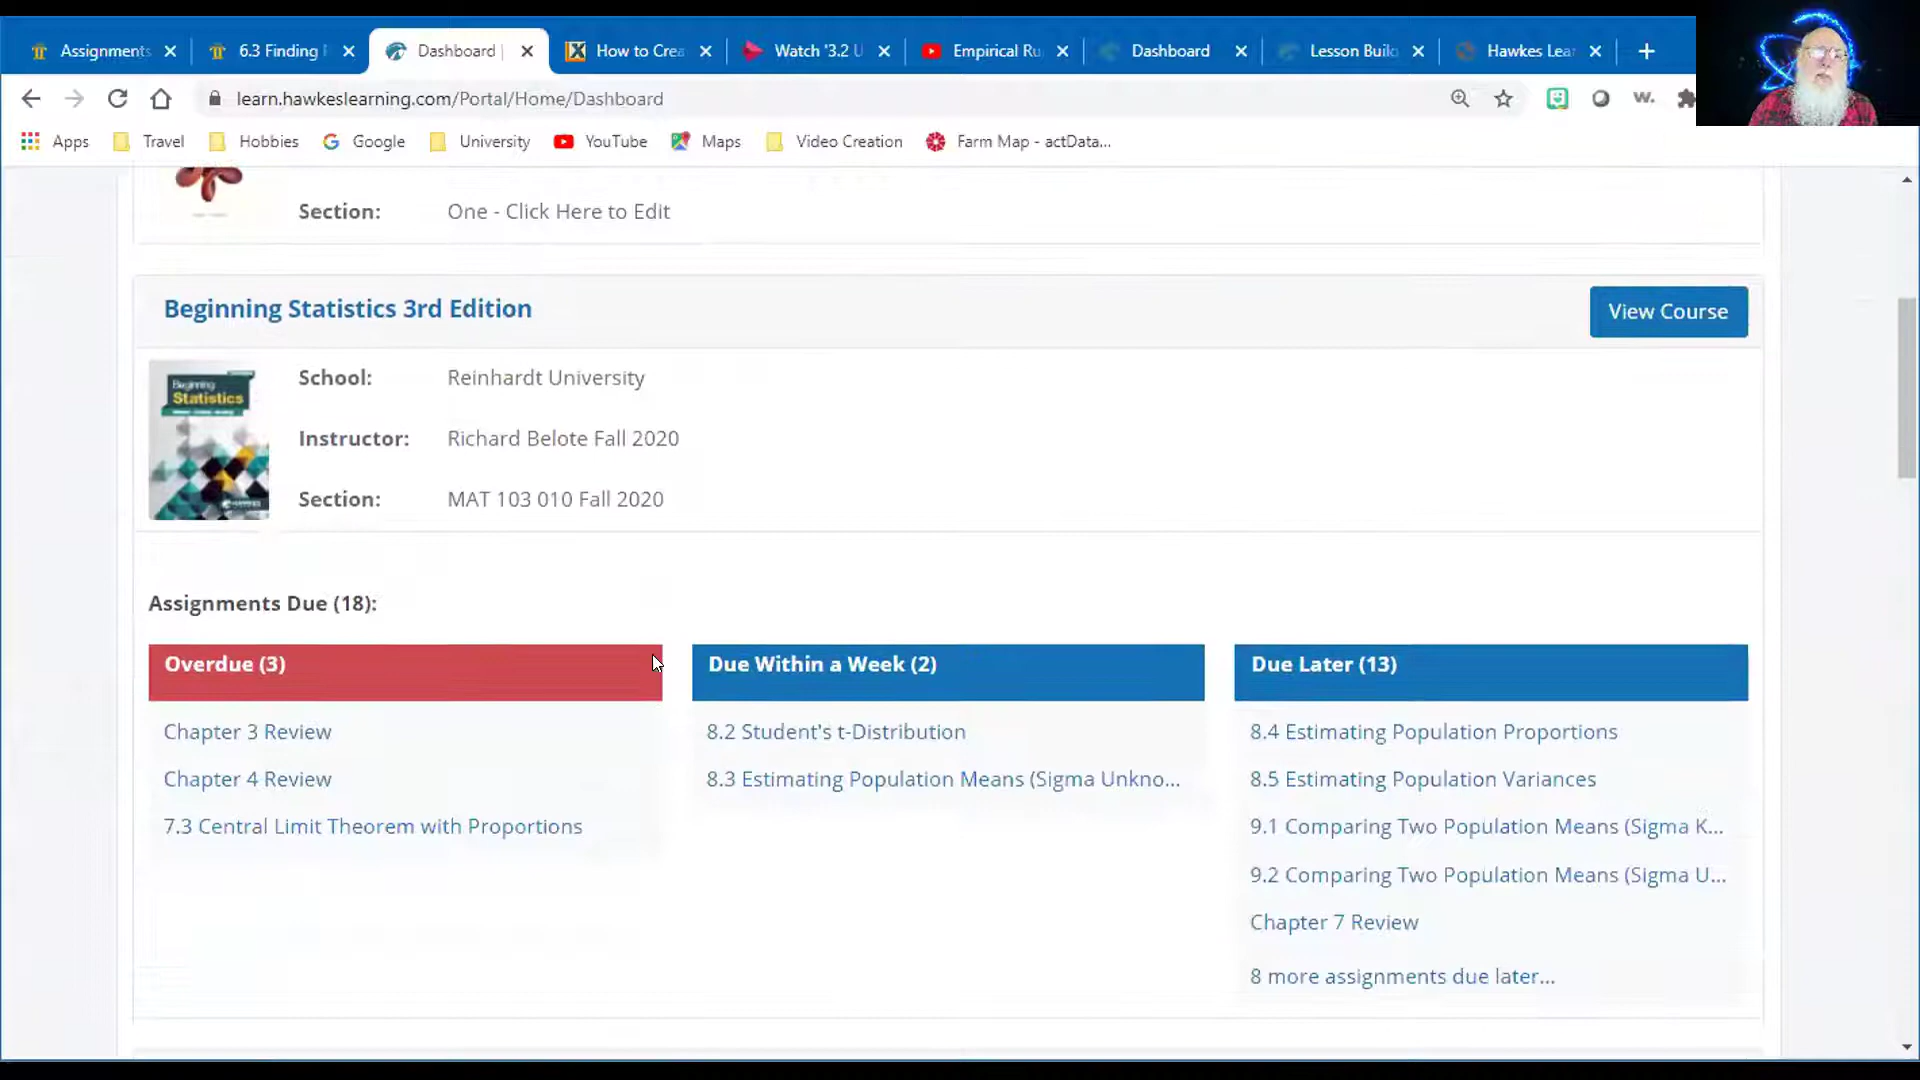 Assignments
6.3 Finding
Dashboard |
How to Crea
Watch '3.2 U
Empirical Ru
Dashboard
Lesson Buil
Hawkes Lear
learn.hawkeslearning.com/Portal/Home/Dashboard
w.
Apps
Travel
Hobbies
Google
University
YouTube
Maps
Video Creation
Farm Map - actData...
Section: One - Click Here to Edit
Beginning Statistics 3rd Edition
View Course
Beginning
Statistics
School: Reinhardt University
Instructor: Richard Belote Fall 2020
Section: MAT 103 010 Fall 2020
Assignments Due (18):
Overdue (3)
Chapter 3 Review
Chapter 4 Review
7.3 Central Limit Theorem with Proportions
Due Within a Week (2)
8.2 Student's t-Distribution
8.3 Estimating Population Means (Sigma Unkno...
Due Later (13)
8.4 Estimating Population Proportions
8.5 Estimating Population Variances
9.1 Comparing Two Population Means (Sigma K...
9.2 Comparing Two Population Means (Sigma U...
Chapter 7 Review
8 more assignments due later...